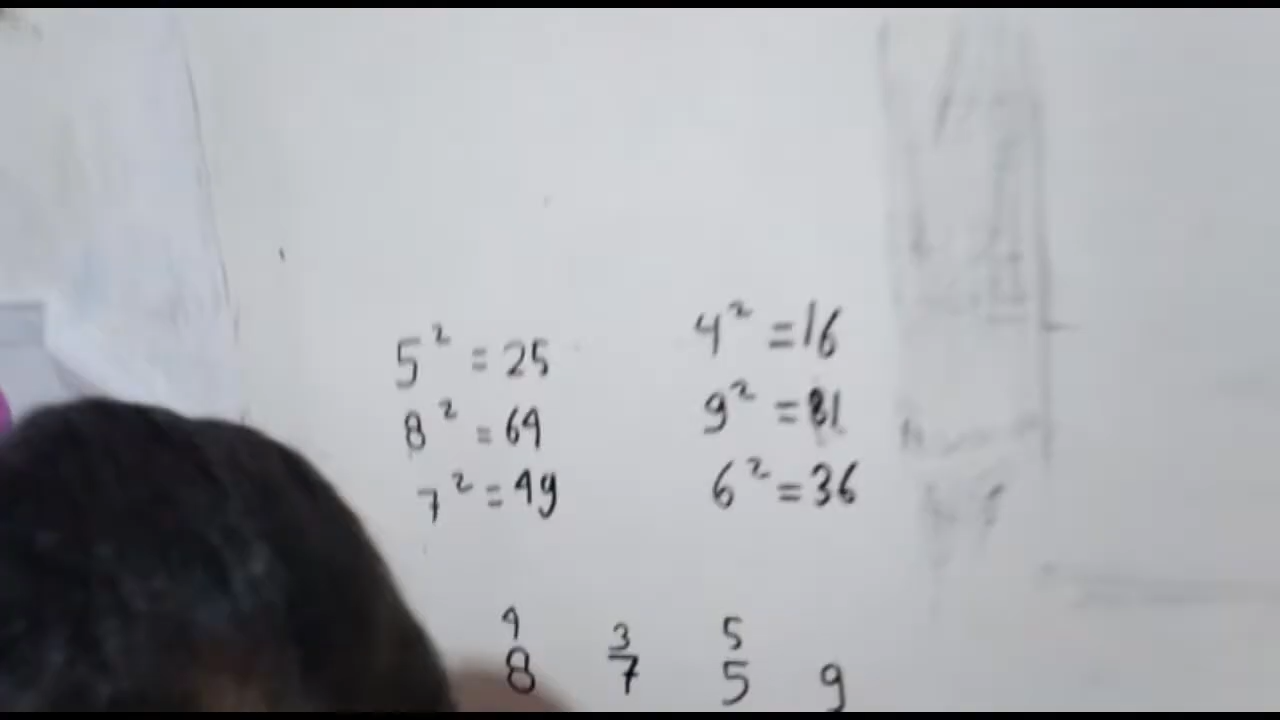 5² = 25
8² = 64
7² = 49
4² = 16
9² = 81
6² = 36
4 3 5
8 7 5 9